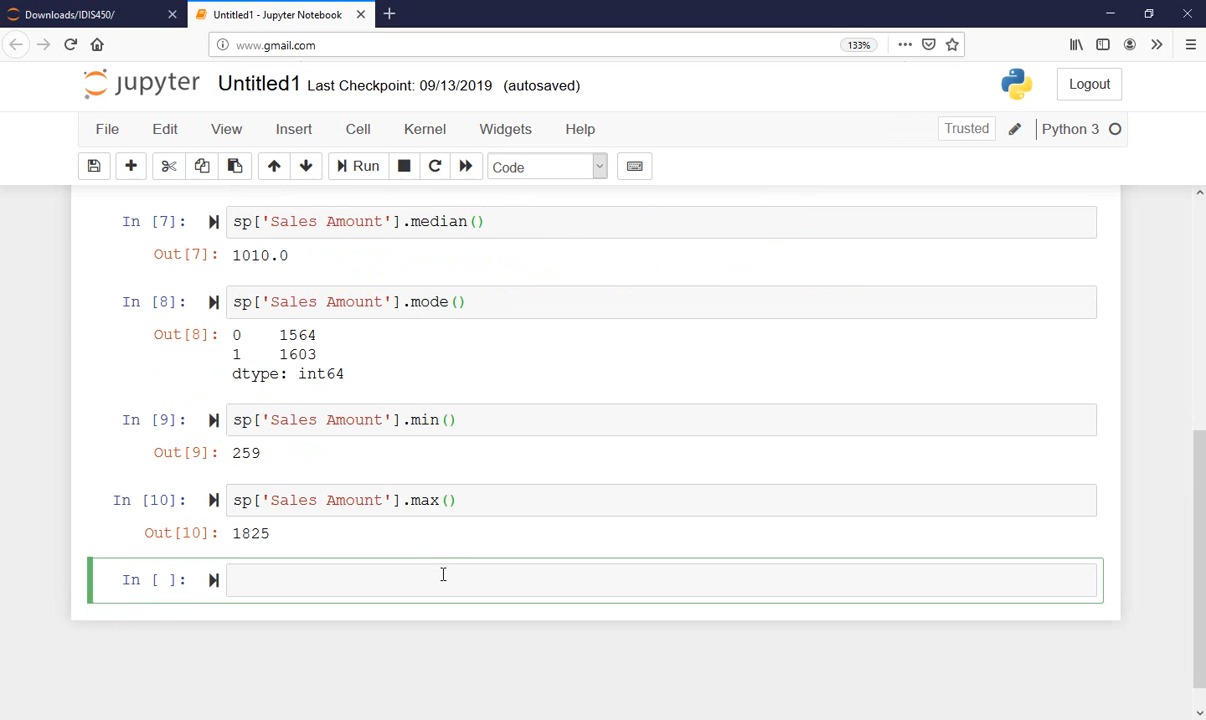 Downloads/IDIS450/
Untitled1 - Jupyter Notebook
www.gmail.com
133%
jupyter Untitled1 Last Checkpoint: 09/13/2019 (autosaved)
Logout
File Edit View Insert Cell Kernel Widgets Help
Trusted
Python 3
Run
Code
In [7]: sp['Sales Amount'].median()
Out[7]: 1010.0
In [8]: sp['Sales Amount'].mode()
Out[8]: 0 1564
1 1603
dtype: int64
In [9]: sp['Sales Amount'].min()
Out[9]: 259
In [10]: sp['Sales Amount'].max()
Out[10]: 1825
In [ ]: